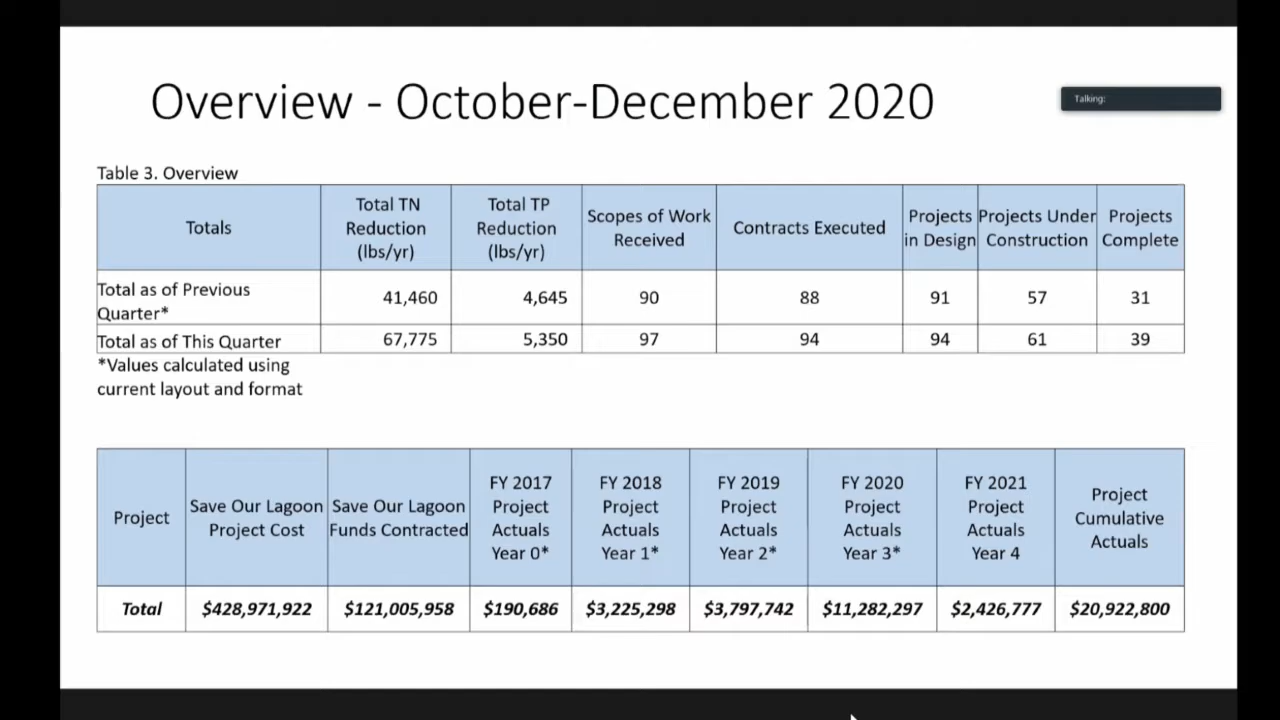 Overview - October-December 2020
Talking:
Table 3. Overview
Totals
Total TN
Reduction
(lbs/yr)
Total TP
Reduction
(lbs/yr)
Scopes of Work
Received
Contracts Executed
Projects
in Design
Projects Under
Construction
Projects
Complete
Total as of Previous
Quarter*
41,460
4,645
90
88
91
57
31
Total as of This Quarter
67,775
5,350
97
94
94
61
39
*Values calculated using
current layout and format
Project
Save Our Lagoon
Project Cost
Save Our Lagoon
Funds Contracted
FY 2017
Project
Actuals
Year 0*
FY 2018
Project
Actuals
Year 1*
FY 2019
Project
Actuals
Year 2*
FY 2020
Project
Actuals
Year 3*
FY 2021
Project
Actuals
Year 4
Project
Cumulative
Actuals
Total
$428,971,922
$121,005,958
$190,686
$3,225,298
$3,797,742
$11,282,297
$2,426,777
$20,922,800